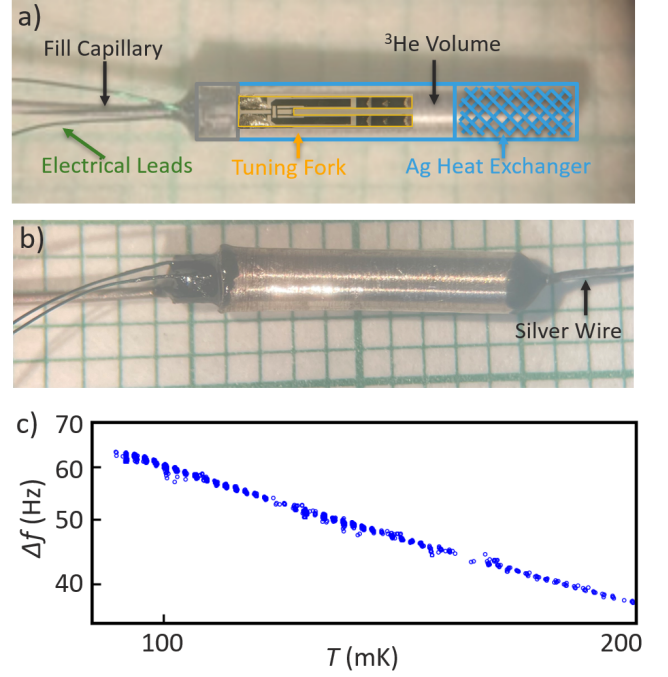 a)
Fill Capillary
³He Volume
Electrical Leads
Tuning Fork
Ag Heat Exchanger
b)
Silver Wire
c)
70
60
50
40
Δf (Hz)
100
200
T (mK)